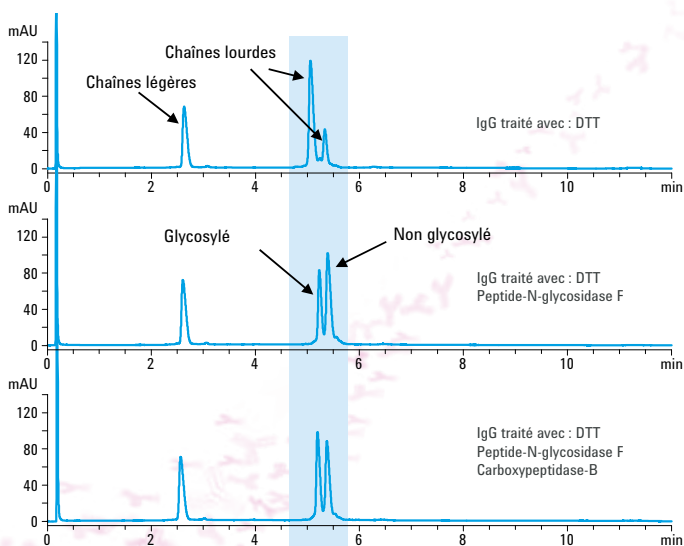 mAU
120
80
40
0
Chaînes légères
Chaînes lourdes
IgG traité avec : DTT
0 2 4 6 8 10 min
mAU
120
80
40
0
Glycosylé
Non glycosylé
IgG traité avec : DTT
Peptide-N-glycosidase F
0 2 4 6 8 10 min
mAU
120
80
40
0
IgG traité avec : DTT
Peptide-N-glycosidase F
Carboxypeptidase-B
0 2 4 6 8 10 min